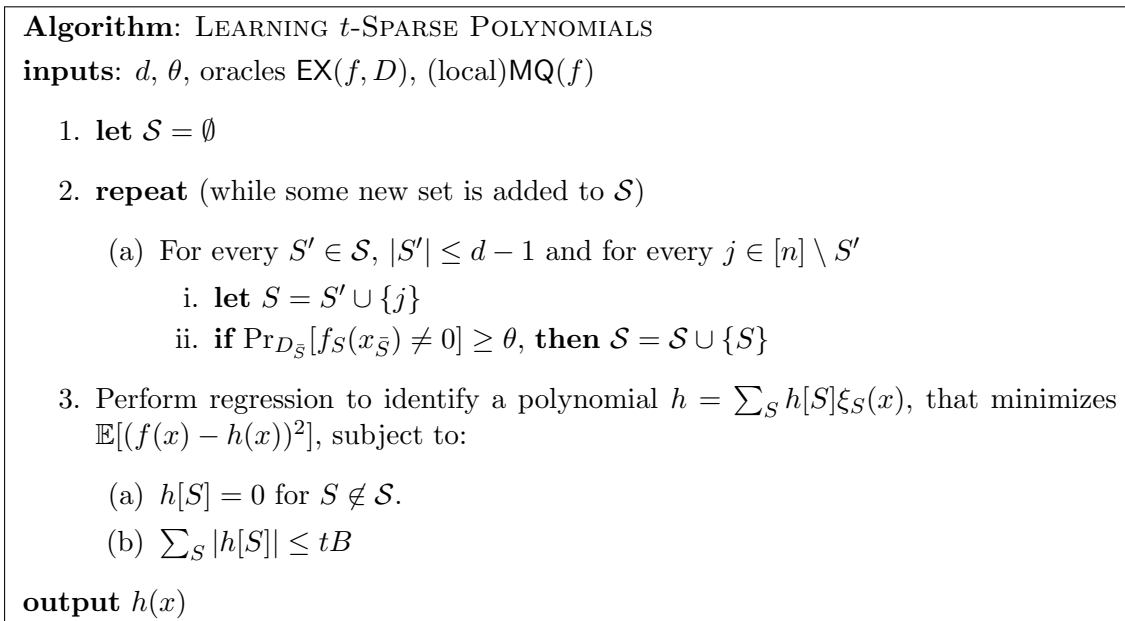 Algorithm: LEARNING t-SPARSE POLYNOMIALS
inputs: d, θ, oracles EX(f, D), (local)MQ(f)
1. let 𝒮 = ∅
2. repeat (while some new set is added to 𝒮)
(a) For every S′ ∈ 𝒮, |S′| ≤ d − 1 and for every j ∈ [n] \ S′
i. let S = S′ ∪ {j}
ii. if Pr_{D_{S̄}}[f_S(x_{S̄}) ≠ 0] ≥ θ, then 𝒮 = 𝒮 ∪ {S}
3. Perform regression to identify a polynomial h = ∑_S h[S]ξ_S(x), that minimizes
𝔼[(f(x) − h(x))²], subject to:
(a) h[S] = 0 for S ∉ 𝒮.
(b) ∑_S |h[S]| ≤ tB
output h(x)